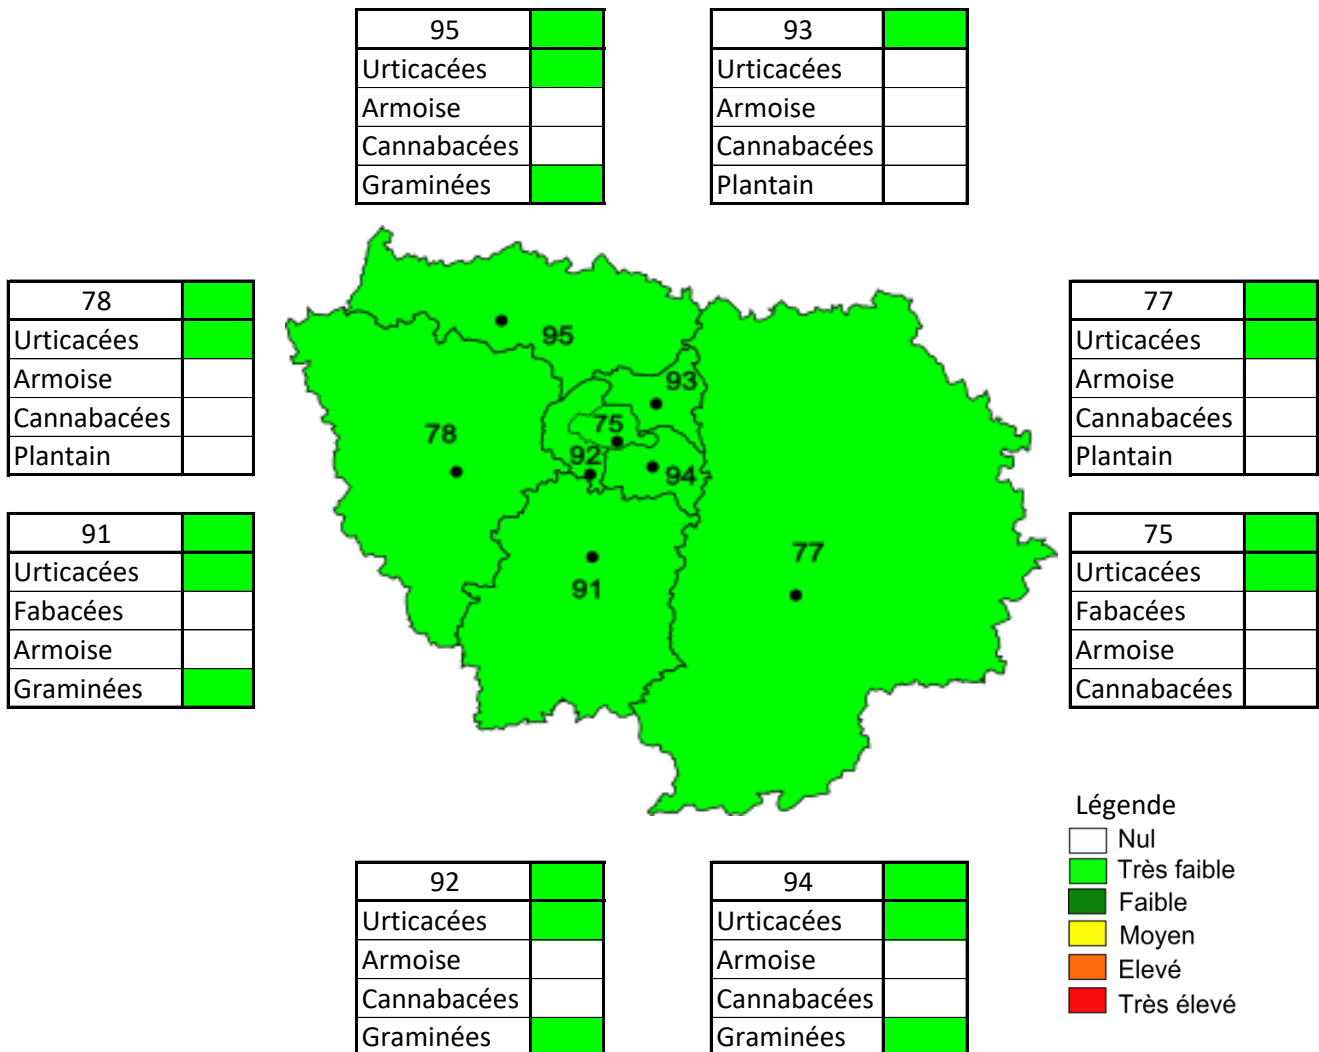 95
Urticacées
Armoise
Cannabacées
Graminées
93
Urticacées
Armoise
Cannabacées
Plantain
78
Urticacées
Armoise
Cannabacées
Plantain
91
Urticacées
Fabacées
Armoise
Graminées
95
93
75
78
92
94
77
91
77
Urticacées
Armoise
Cannabacées
Plantain
75
Urticacées
Fabacées
Armoise
Cannabacées
92
Urticacées
Armoise
Cannabacées
Graminées
94
Urticacées
Armoise
Cannabacées
Graminées
Légende
Nul
Très faible
Faible
Moyen
Elevé
Très élevé